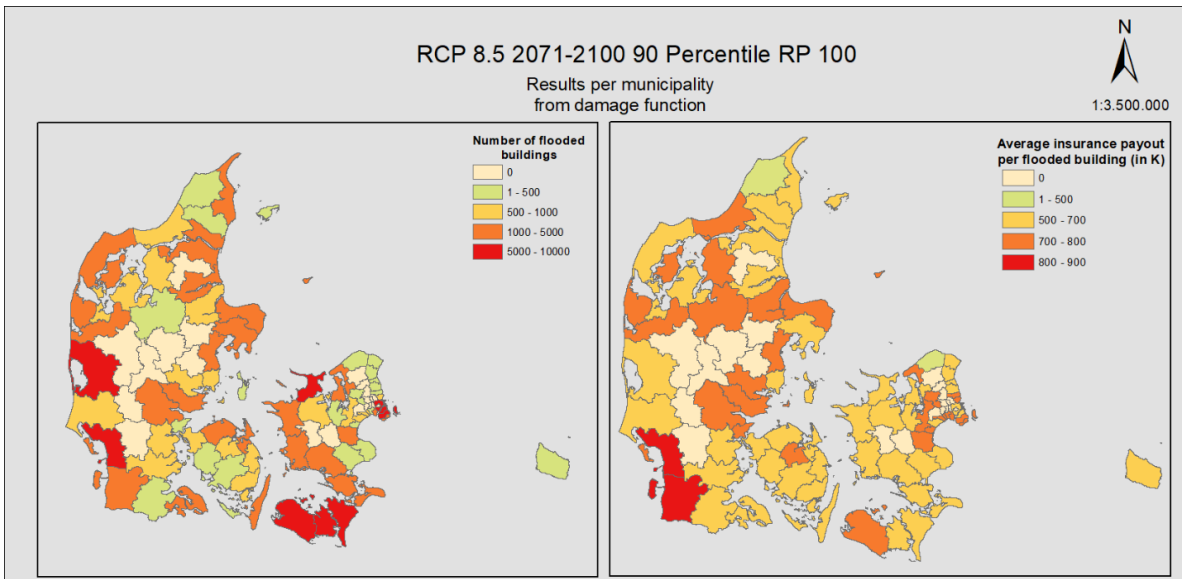 RCP 8.5 2071-2100 90 Percentile RP 100
Results per municipality
from damage function
N
1:3.500.000
Number of flooded
buildings
0
1 - 500
500 - 1000
1000 - 5000
5000 - 10000
Average insurance payout
per flooded building (in K)
0
1 - 500
500 - 700
700 - 800
800 - 900